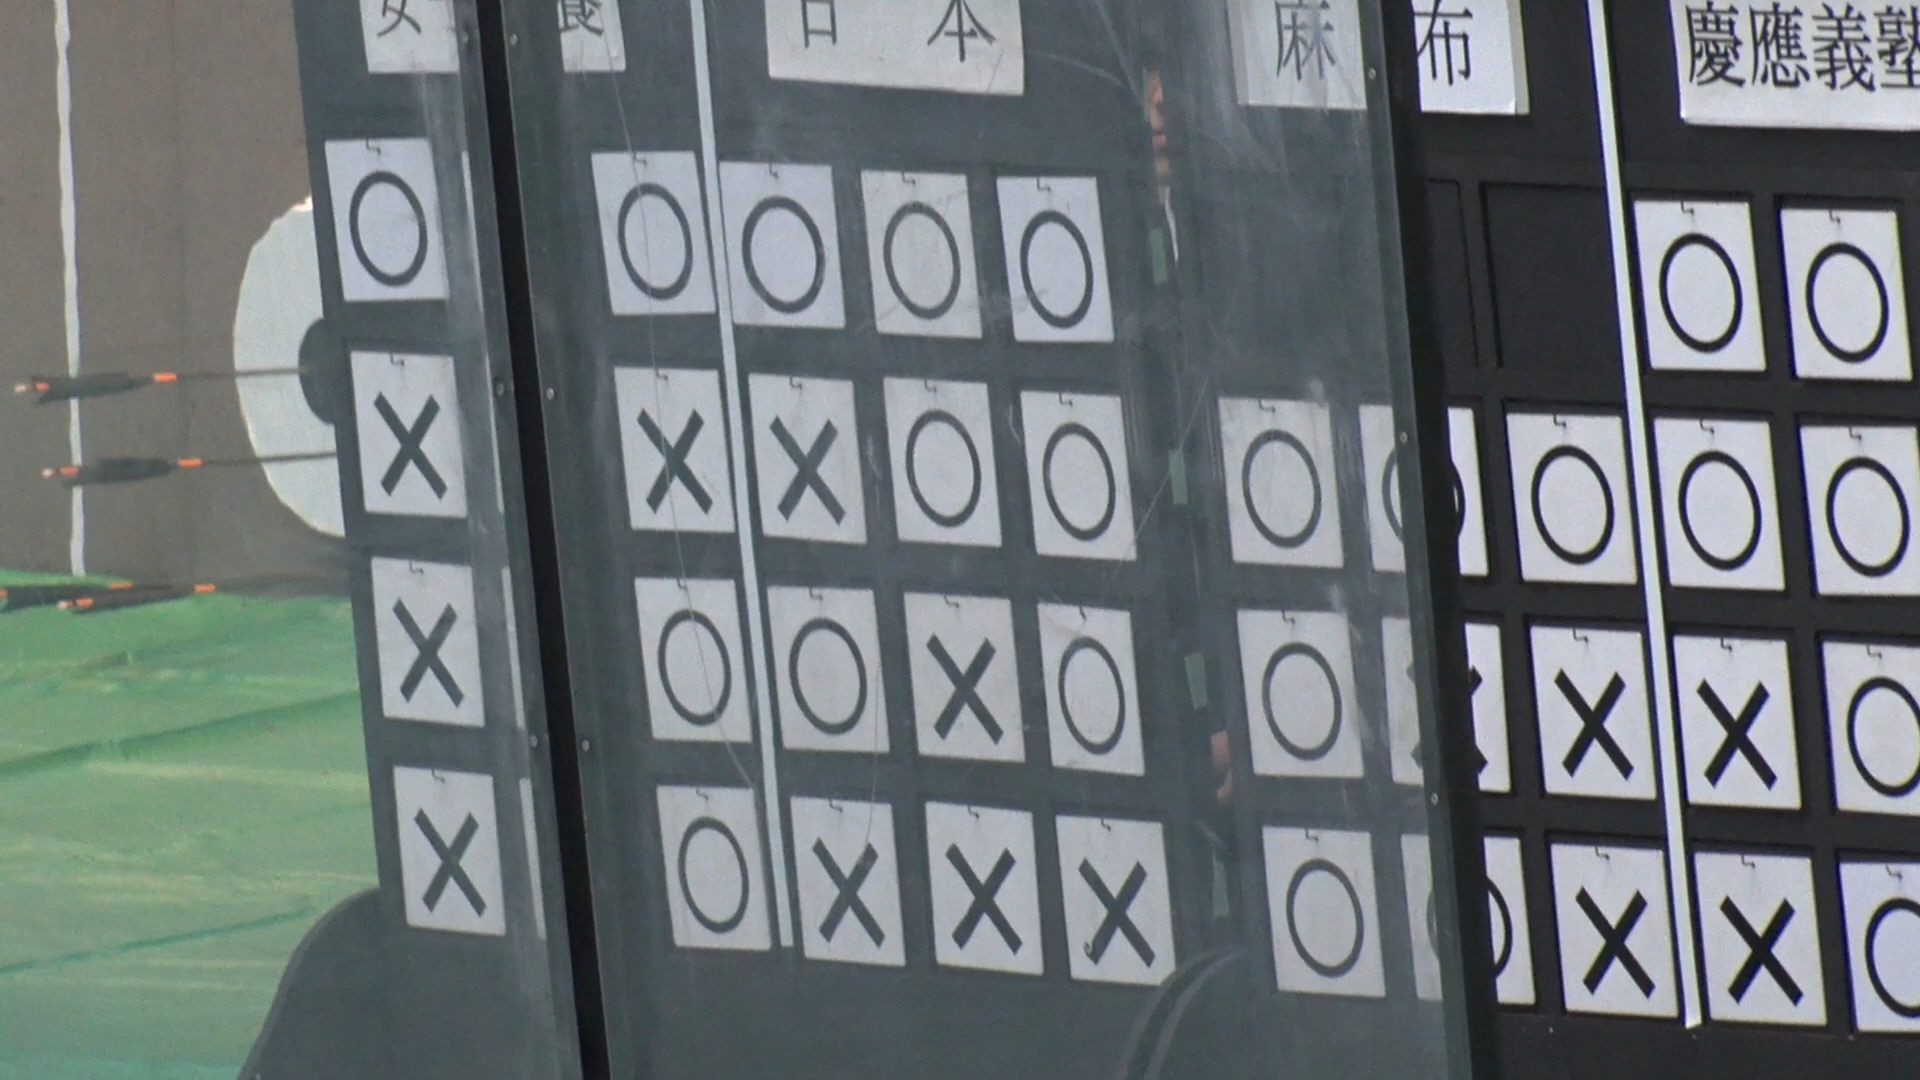 日本 麻布 慶應義塾
○ ○ ○ ○ ○ ○ ○
× × × ○ ○ ○ ○ ○ ○ ○
× ○ ○ × ○ ○ × × × ○
× ○ × × × ○ ○ × × ○